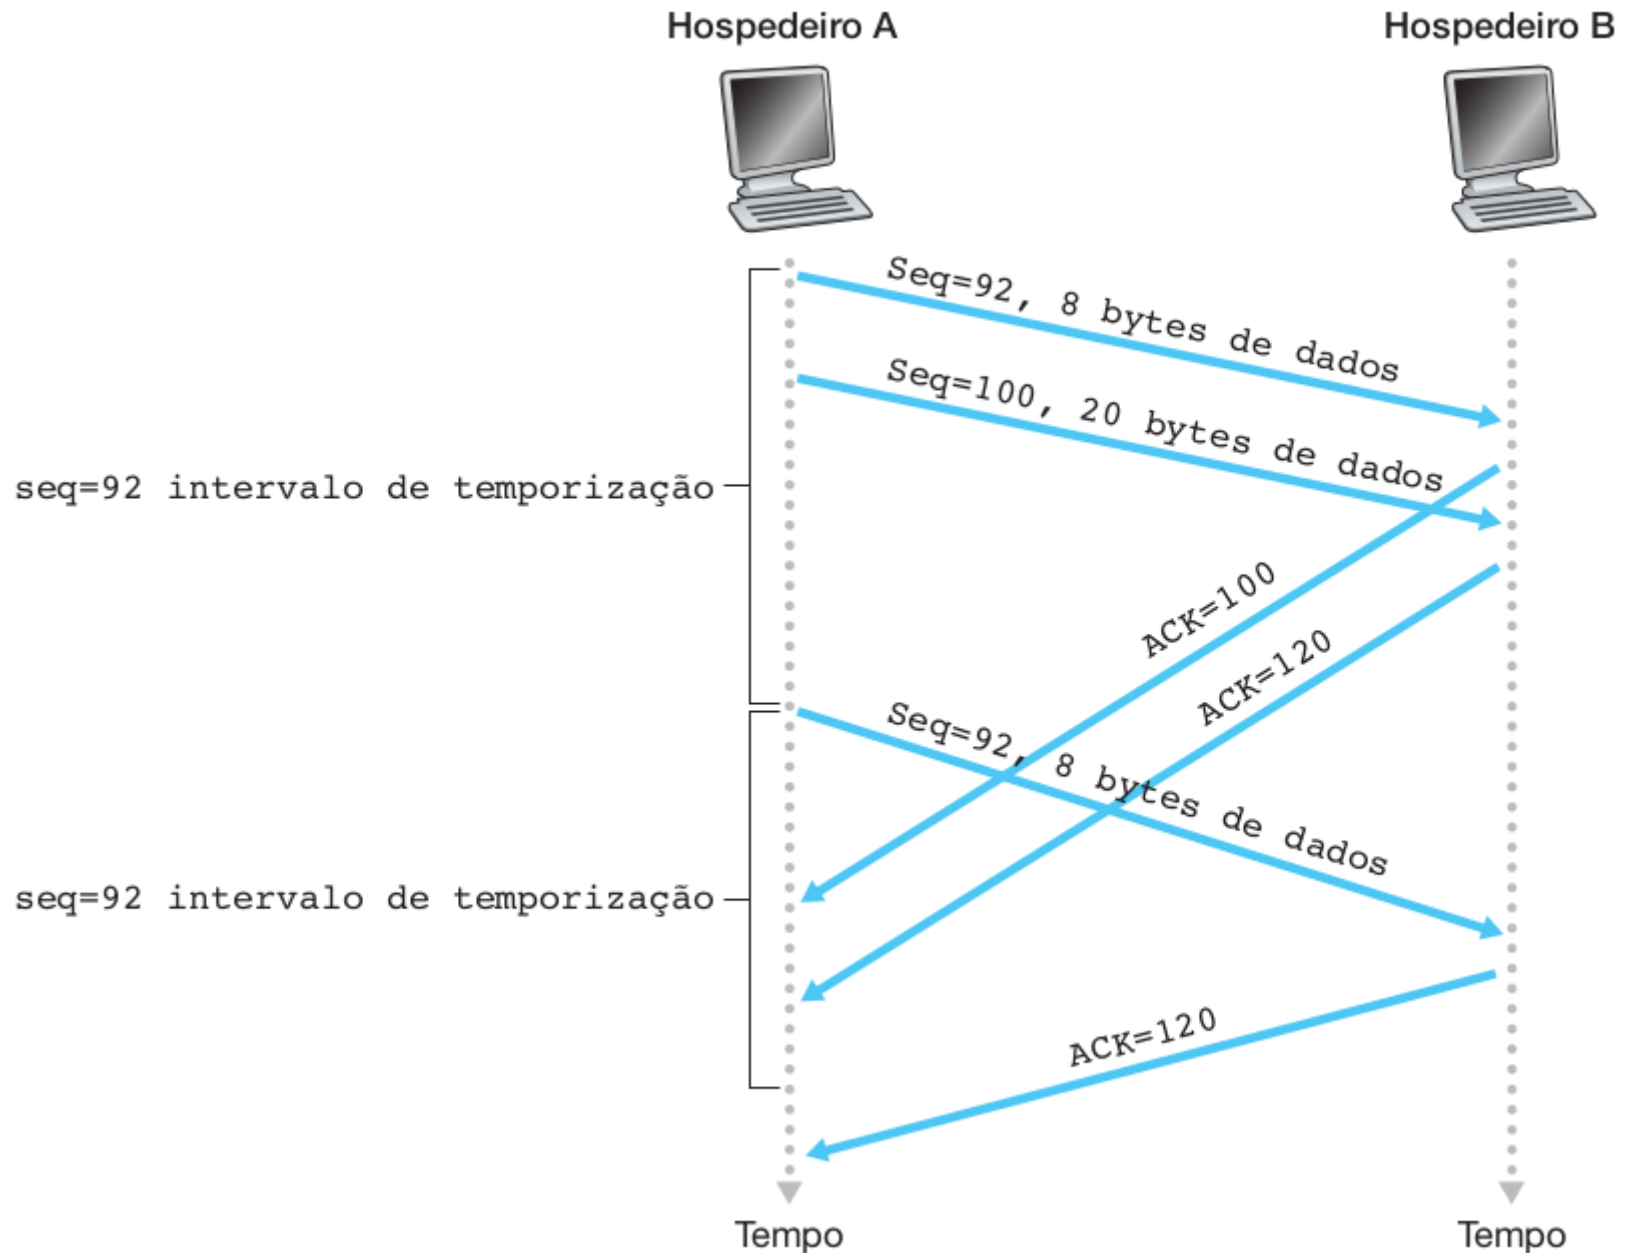 Hospedeiro A
Hospedeiro B
Seq=92, 8 bytes de dados
Seq=100, 20 bytes de dados
seq=92 intervalo de temporização
ACK=100
ACK=120
Seq=92, 8 bytes de dados
seq=92 intervalo de temporização
ACK=120
Tempo
Tempo